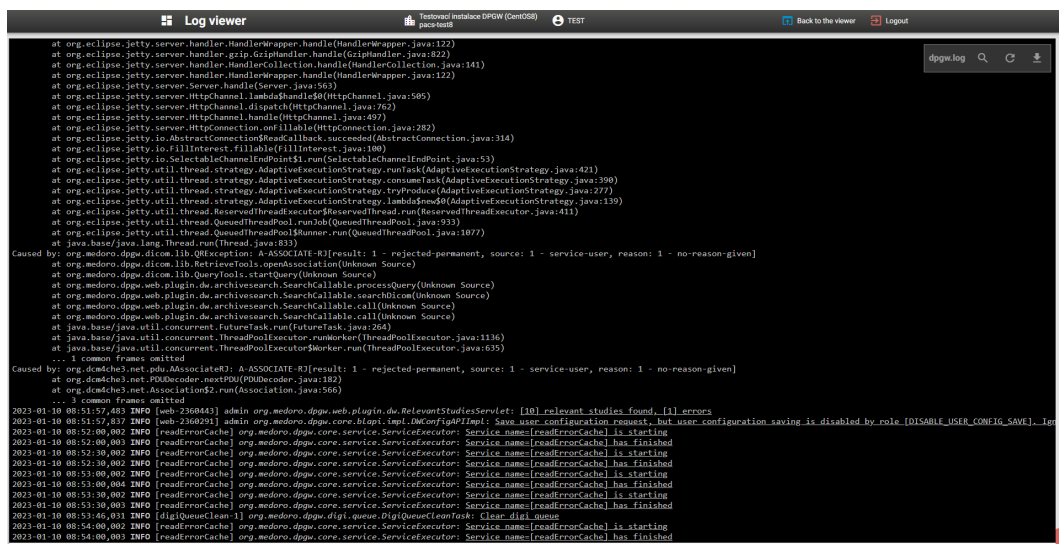 Log viewer
Testovací instalace DPGW (CentOS8)
pacs-test8
TEST
Back to the viewer
Logout
dpgw.log
at org.eclipse.jetty.server.handler.HandlerWrapper.handle(HandlerWrapper.java:122)
at org.eclipse.jetty.server.handler.gzip.GzipHandler.handle(GzipHandler.java:822)
at org.eclipse.jetty.server.handler.HandlerCollection.handle(HandlerCollection.java:141)
at org.eclipse.jetty.server.handler.HandlerWrapper.handle(HandlerWrapper.java:122)
at org.eclipse.jetty.server.Server.handle(Server.java:563)
at org.eclipse.jetty.server.HttpChannel.lambda$handle$0(HttpChannel.java:505)
at org.eclipse.jetty.server.HttpChannel.dispatch(HttpChannel.java:762)
at org.eclipse.jetty.server.HttpChannel.handle(HttpChannel.java:497)
at org.eclipse.jetty.server.HttpConnection.onFillable(HttpConnection.java:282)
at org.eclipse.jetty.io.AbstractConnection$ReadCallback.succeeded(AbstractConnection.java:314)
at org.eclipse.jetty.io.FillInterest.fillable(FillInterest.java:100)
at org.eclipse.jetty.io.SelectableChannelEndPoint$1.run(SelectableChannelEndPoint.java:53)
at org.eclipse.jetty.util.thread.strategy.AdaptiveExecutionStrategy.runTask(AdaptiveExecutionStrategy.java:421)
at org.eclipse.jetty.util.thread.strategy.AdaptiveExecutionStrategy.consumeTask(AdaptiveExecutionStrategy.java:390)
at org.eclipse.jetty.util.thread.strategy.AdaptiveExecutionStrategy.tryProduce(AdaptiveExecutionStrategy.java:277)
at org.eclipse.jetty.util.thread.strategy.AdaptiveExecutionStrategy.lambda$new$0(AdaptiveExecutionStrategy.java:139)
at org.eclipse.jetty.util.thread.ReservedThreadExecutor$ReservedThread.run(ReservedThreadExecutor.java:411)
at org.eclipse.jetty.util.thread.QueuedThreadPool.runJob(QueuedThreadPool.java:933)
at org.eclipse.jetty.util.thread.QueuedThreadPool$Runner.run(QueuedThreadPool.java:1077)
at java.base/java.lang.Thread.run(Thread.java:833)
Caused by: org.medoro.dpgw.dicom.lib.QRException: A-ASSOCIATE-RJ[result: 1 - rejected-permanent, source: 1 - service-user, reason: 1 - no-reason-given]
at org.medoro.dpgw.dicom.lib.RetrieveTools.openAssociation(Unknown Source)
at org.medoro.dpgw.dicom.lib.QueryTools.startQuery(Unknown Source)
at org.medoro.dpgw.web.plugin.dw.archivesearch.SearchCallable.processQuery(Unknown Source)
at org.medoro.dpgw.web.plugin.dw.archivesearch.SearchCallable.searchDicom(Unknown Source)
at org.medoro.dpgw.web.plugin.dw.archivesearch.SearchCallable.call(Unknown Source)
at org.medoro.dpgw.web.plugin.dw.archivesearch.SearchCallable.call(Unknown Source)
at java.base/java.util.concurrent.FutureTask.run(FutureTask.java:264)
at java.base/java.util.concurrent.ThreadPoolExecutor.runWorker(ThreadPoolExecutor.java:1136)
at java.base/java.util.concurrent.ThreadPoolExecutor$Worker.run(ThreadPoolExecutor.java:635)
... 1 common frames omitted
Caused by: org.dcm4che3.net.pdu.AAssociateRJ: A-ASSOCIATE-RJ[result: 1 - rejected-permanent, source: 1 - service-user, reason: 1 - no-reason-given]
at org.dcm4che3.net.PDUDecoder.nextPDU(PDUDecoder.java:182)
at org.dcm4che3.net.Association$2.run(Association.java:566)
... 3 common frames omitted
2023-01-10 08:51:57,483 INFO [web-2360443] admin org.medoro.dpgw.web.plugin.dw.RelevantStudiesServlet: [10] relevant studies found, [1] errors
2023-01-10 08:51:57,837 INFO [web-2360291] admin org.medoro.dpgw.core.blapi.impl.DWConfigAPIImpl: Save user configuration request, but user configuration saving is disabled by role [DISABLE_USER_CONFIG_SAVE]. Ign
2023-01-10 08:52:00,002 INFO [readErrorCache] org.medoro.dpgw.core.service.ServiceExecutor: Service name=[readErrorCache] is starting
2023-01-10 08:52:00,003 INFO [readErrorCache] org.medoro.dpgw.core.service.ServiceExecutor: Service name=[readErrorCache] has finished
2023-01-10 08:52:30,002 INFO [readErrorCache] org.medoro.dpgw.core.service.ServiceExecutor: Service name=[readErrorCache] is starting
2023-01-10 08:52:30,002 INFO [readErrorCache] org.medoro.dpgw.core.service.ServiceExecutor: Service name=[readErrorCache] has finished
2023-01-10 08:53:00,002 INFO [readErrorCache] org.medoro.dpgw.core.service.ServiceExecutor: Service name=[readErrorCache] is starting
2023-01-10 08:53:00,004 INFO [readErrorCache] org.medoro.dpgw.core.service.ServiceExecutor: Service name=[readErrorCache] has finished
2023-01-10 08:53:30,002 INFO [readErrorCache] org.medoro.dpgw.core.service.ServiceExecutor: Service name=[readErrorCache] is starting
2023-01-10 08:53:30,003 INFO [readErrorCache] org.medoro.dpgw.core.service.ServiceExecutor: Service name=[readErrorCache] has finished
2023-01-10 08:53:46,031 INFO [digiQueueClean-1] org.medoro.dpgw.digi.queue.DigiQueueCleanTask: Clear digi queue
2023-01-10 08:54:00,002 INFO [readErrorCache] org.medoro.dpgw.core.service.ServiceExecutor: Service name=[readErrorCache] is starting
2023-01-10 08:54:00,003 INFO [readErrorCache] org.medoro.dpgw.core.service.ServiceExecutor: Service name=[readErrorCache] has finished